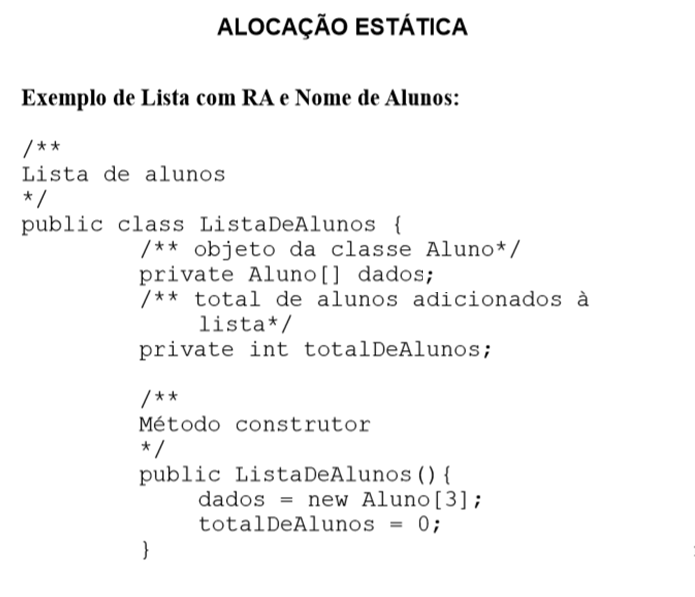 ALOCAÇÃO ESTÁTICA
Exemplo de Lista com RA e Nome de Alunos:
/**
Lista de alunos
*/
public class ListaDeAlunos {
/** objeto da classe Aluno*/
private Aluno[] dados;
/** total de alunos adicionados à
lista*/
private int totalDeAlunos;
/**
Método construtor
*/
public ListaDeAlunos(){
dados = new Aluno[3];
totalDeAlunos = 0;
}